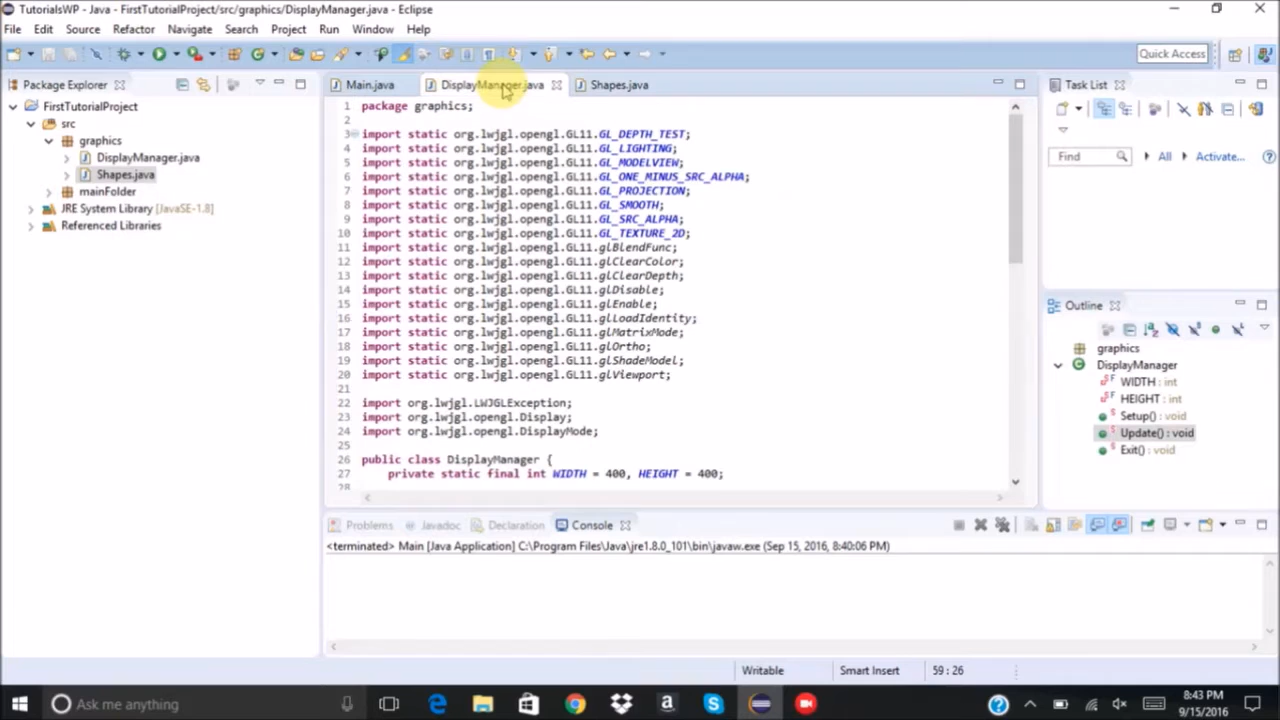 TutorialsWP - Java - FirstTutorialProject/src/graphics/DisplayManager.java - Eclipse
File Edit Source Refactor Navigate Search Project Run Window Help
Quick Access
Package Explorer
FirstTutorialProject
src
graphics
DisplayManager.java
Shapes.java
mainFolder
JRE System Library [JavaSE-1.8]
Referenced Libraries
Main.java DisplayManager.java Shapes.java
1 package graphics;
2
3 import static org.lwjgl.opengl.GL11.GL_DEPTH_TEST;
4 import static org.lwjgl.opengl.GL11.GL_LIGHTING;
5 import static org.lwjgl.opengl.GL11.GL_MODELVIEW;
6 import static org.lwjgl.opengl.GL11.GL_ONE_MINUS_SRC_ALPHA;
7 import static org.lwjgl.opengl.GL11.GL_PROJECTION;
8 import static org.lwjgl.opengl.GL11.GL_SMOOTH;
9 import static org.lwjgl.opengl.GL11.GL_SRC_ALPHA;
10 import static org.lwjgl.opengl.GL11.GL_TEXTURE_2D;
11 import static org.lwjgl.opengl.GL11.glBlendFunc;
12 import static org.lwjgl.opengl.GL11.glClearColor;
13 import static org.lwjgl.opengl.GL11.glClearDepth;
14 import static org.lwjgl.opengl.GL11.glDisable;
15 import static org.lwjgl.opengl.GL11.glEnable;
16 import static org.lwjgl.opengl.GL11.glLoadIdentity;
17 import static org.lwjgl.opengl.GL11.glMatrixMode;
18 import static org.lwjgl.opengl.GL11.glOrtho;
19 import static org.lwjgl.opengl.GL11.glShadeModel;
20 import static org.lwjgl.opengl.GL11.glViewport;
21
22 import org.lwjgl.LWJGLException;
23 import org.lwjgl.opengl.Display;
24 import org.lwjgl.opengl.DisplayMode;
25
26 public class DisplayManager {
27 private static final int WIDTH = 400, HEIGHT = 400;
28
Task List
Find All Activate...
Outline
graphics
DisplayManager
WIDTH : int
HEIGHT : int
Setup() : void
Update() : void
Exit() : void
Problems Javadoc Declaration Console
<terminated> Main [Java Application] C:\Program Files\Java\jre1.8.0_101\bin\javaw.exe (Sep 15, 2016, 8:40:06 PM)
Writable Smart Insert 59 : 26
Ask me anything
8:43 PM
9/15/2016